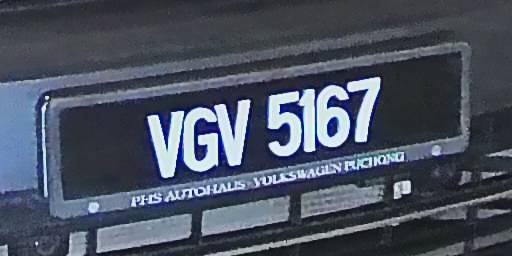 VGV 5167
PHS AUTOHAUS - VOLKSWAGEN PUCHONG